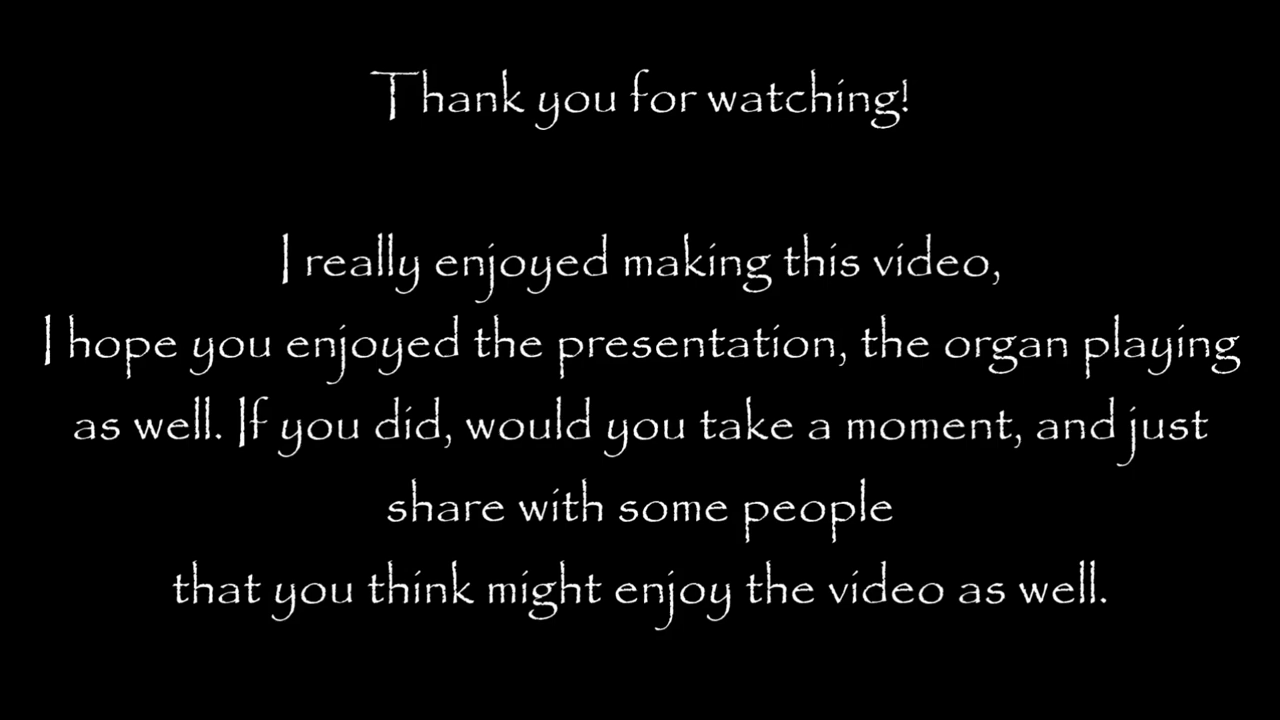 Thank you for watching!
I really enjoyed making this video,
I hope you enjoyed the presentation, the organ playing
as well. If you did, would you take a moment, and just
share with some people
that you think might enjoy the video as well.